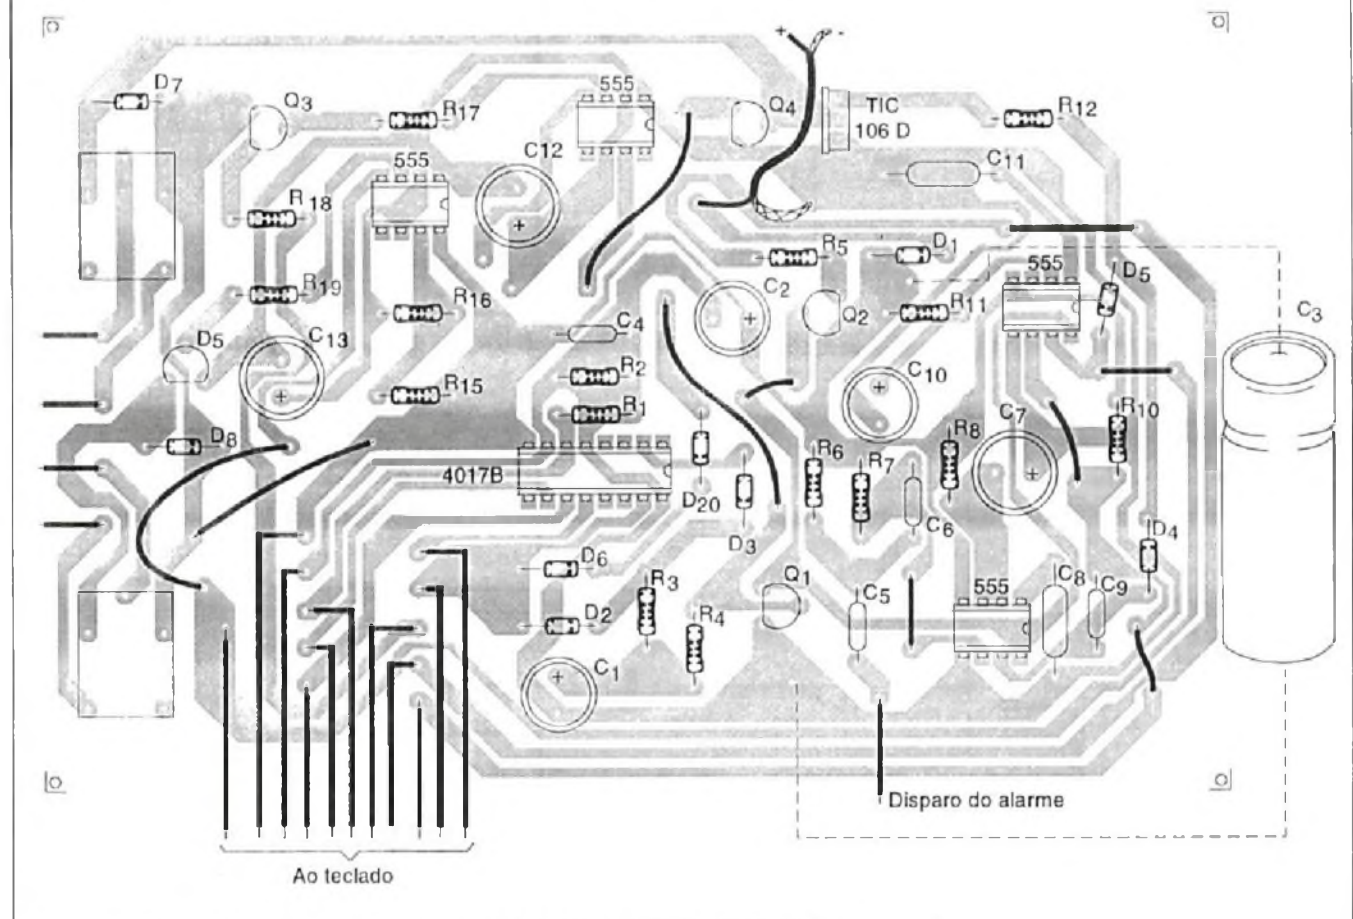 + -
D7
Q3
R17
555
Q4
TIC
106 D
R12
C12
555
C11
R18
R5
D1
555
D5
R19
R16
C2
Q2
R11
C3
C13
C4
D5
R2
C10
R15
R1
R10
D8
R6
R8
C7
4017B
R7
D20
C6
D3
D4
D6
R3
Q1
555
C8
C9
D2
R4
C5
C1
Disparo do alarme
Ao teclado